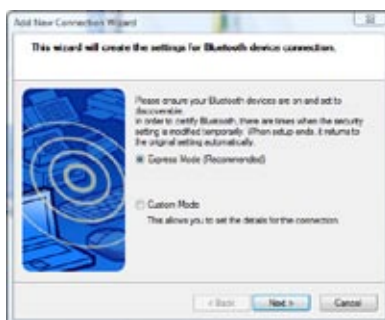 Add New Connection Wizard
This wizard will create the settings for Bluetooth device connection.
Please ensure your Bluetooth devices are on and set to
discoverable.
In order to certify Bluetooth, there are times when the security
setting is modified temporarily. When setup ends, it returns to
the original setting automatically.
Express Mode (Recommended)
Custom Mode
This allows you to set the details for the connection.
< Back
Next >
Cancel